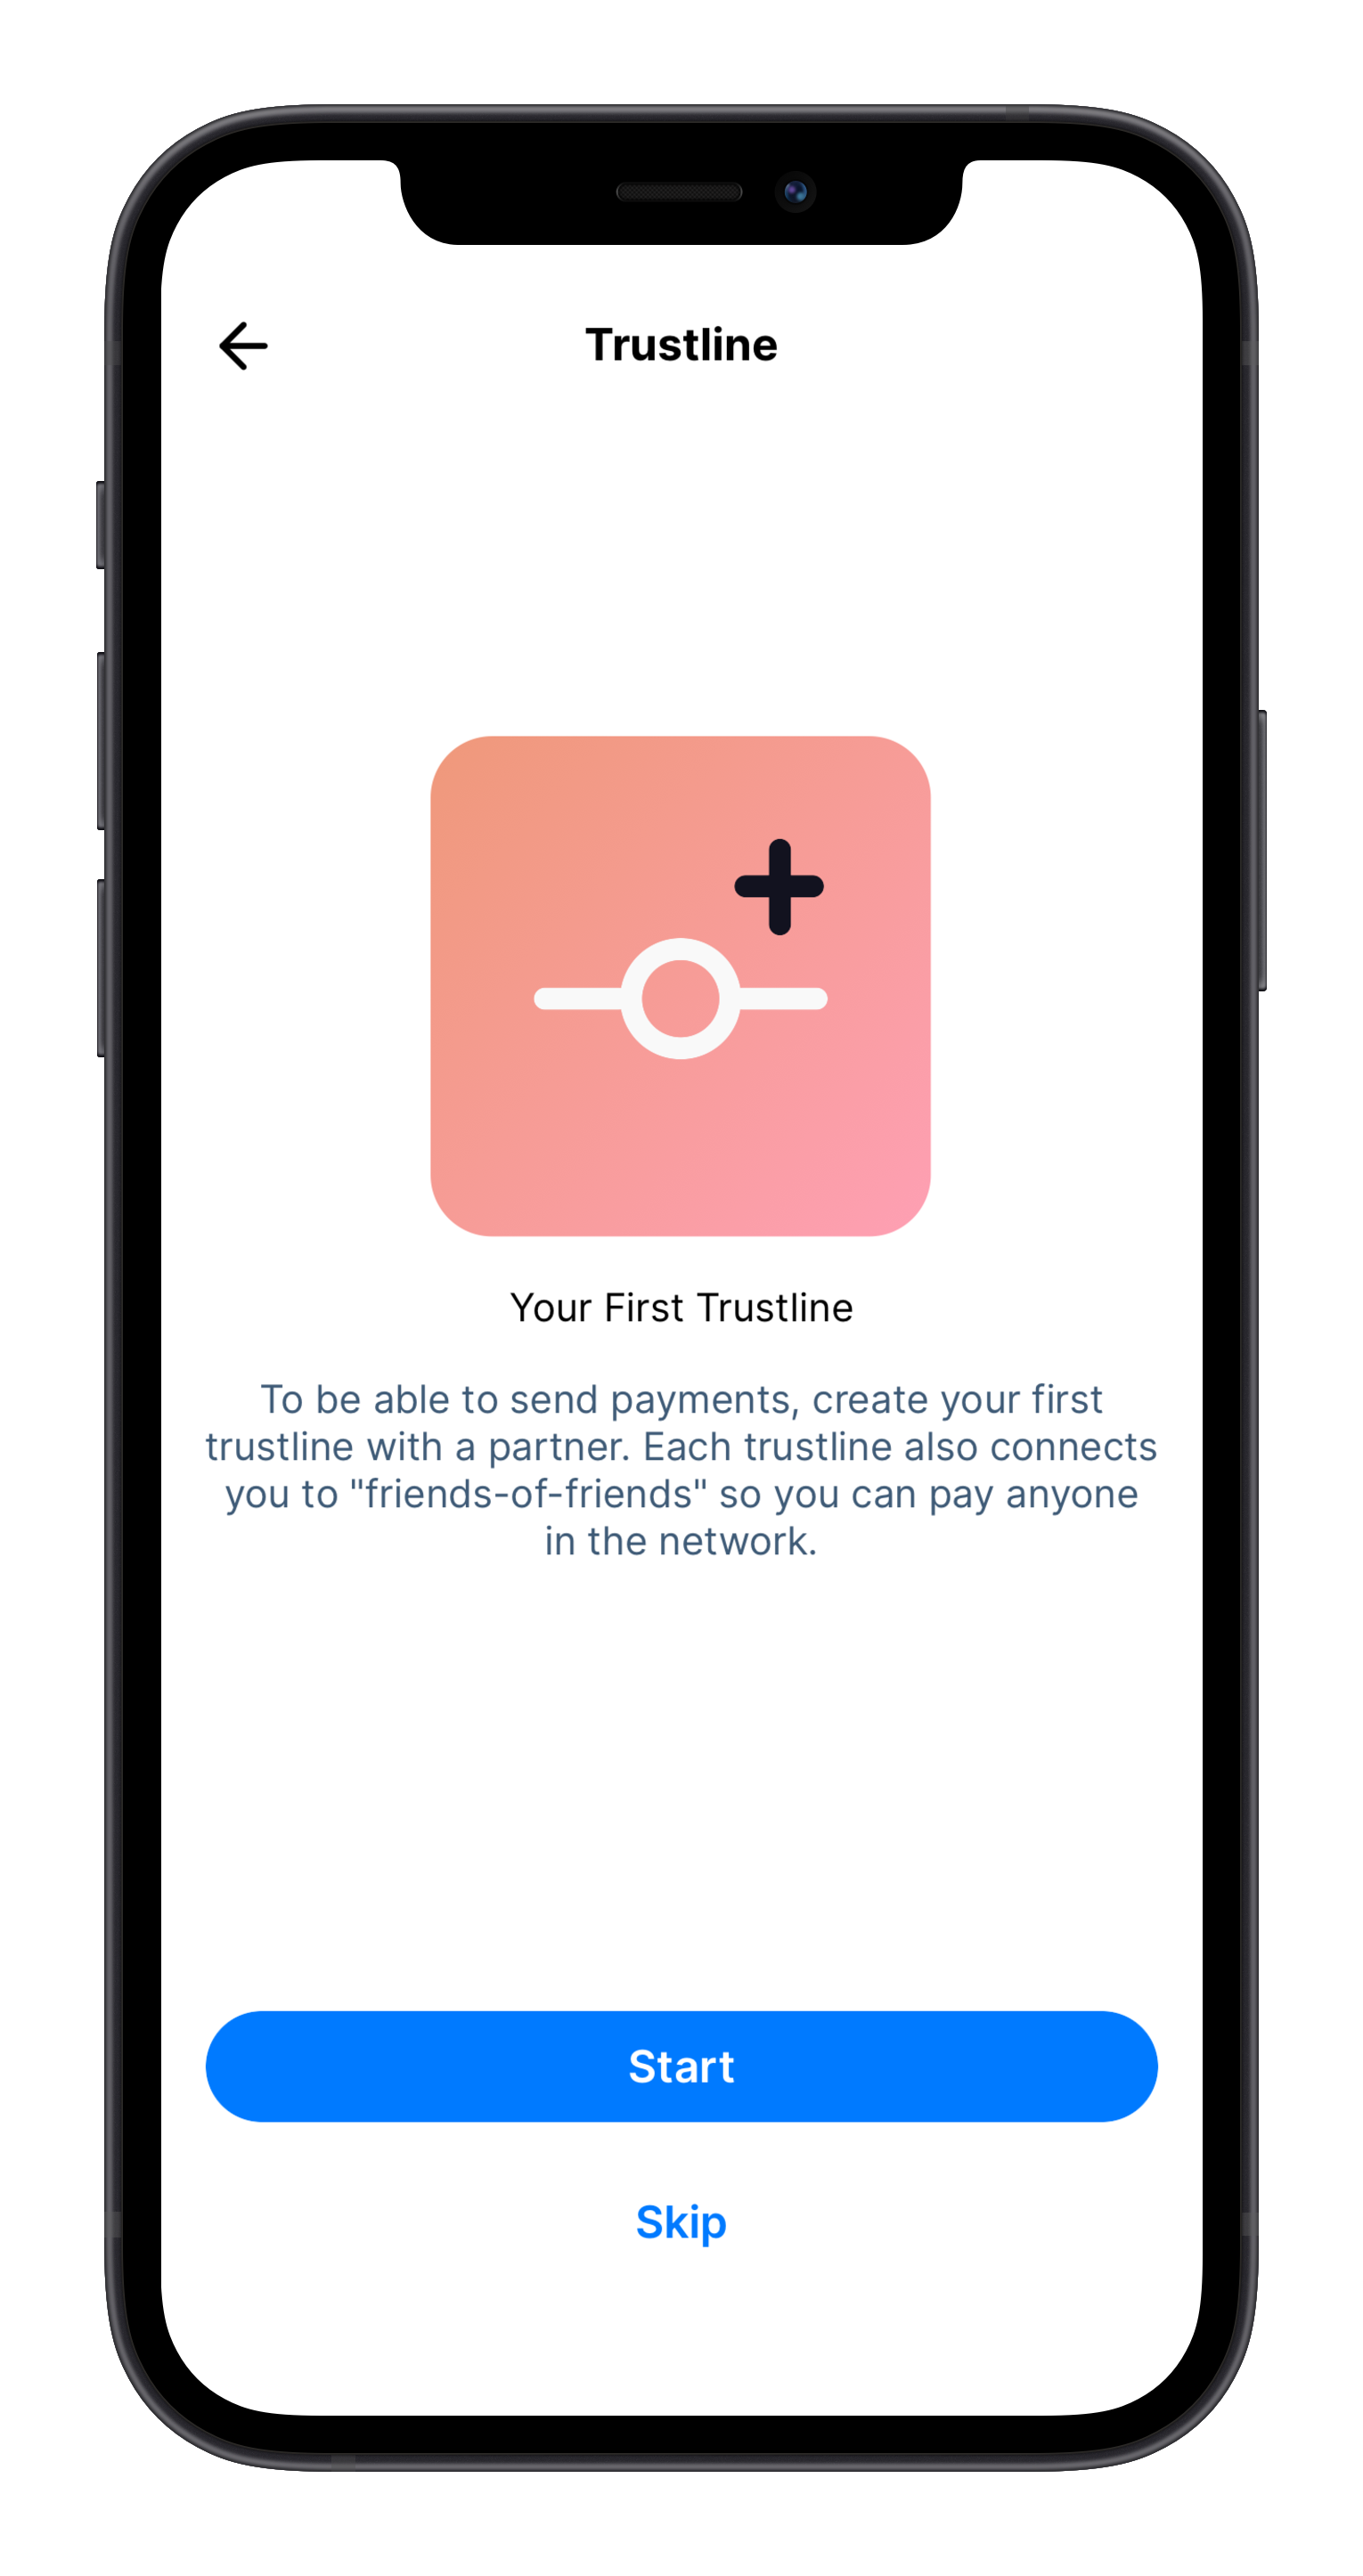 Trustline
Your First Trustline
To be able to send payments, create your first
trustline with a partner. Each trustline also connects
you to "friends-of-friends" so you can pay anyone
in the network.
Start
Skip